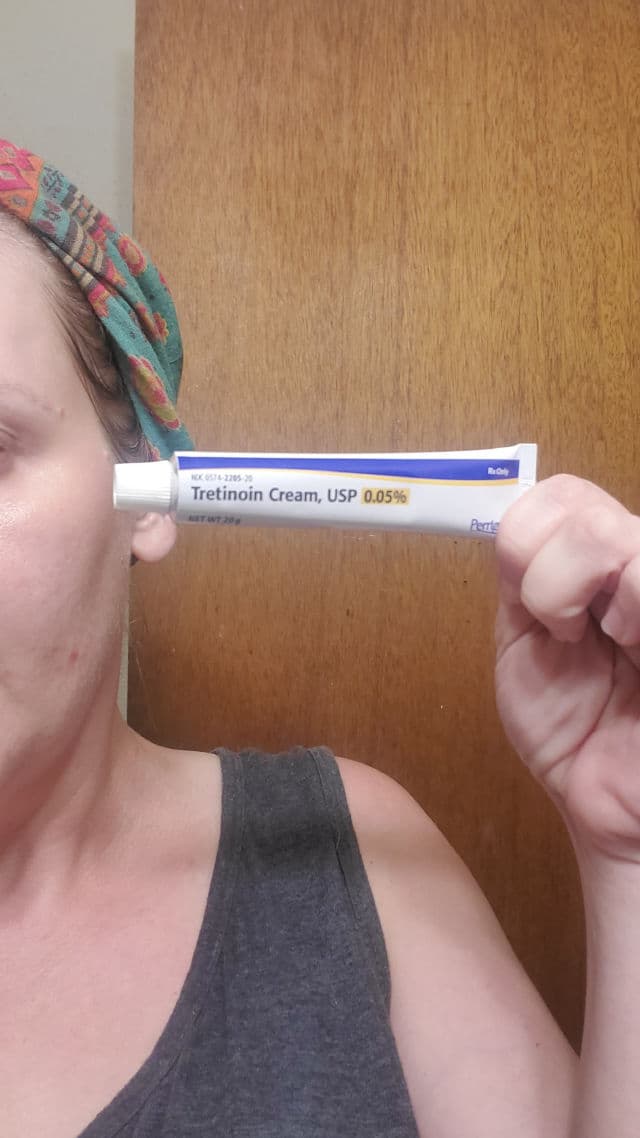 Rx Only
NDC 0574-2205-20
Tretinoin Cream, USP 0.05%
NET WT 20 g